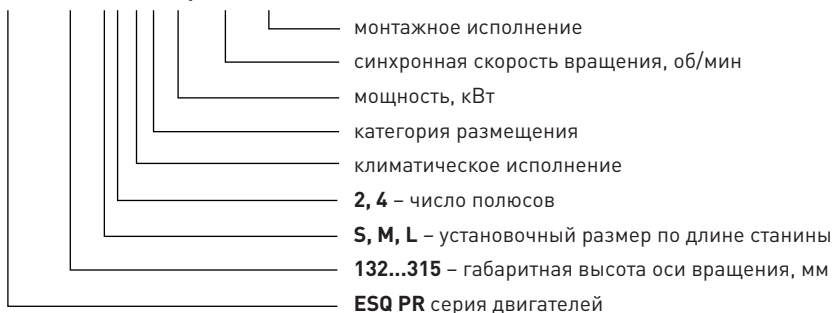 монтажное исполнение
синхронная скорость вращения, об/мин
мощность, кВт
категория размещения
климатическое исполнение
2, 4 – число полюсов
S, M, L – установочный размер по длине станины
132...315 – габаритная высота оси вращения, мм
ESQ PR серия двигателей